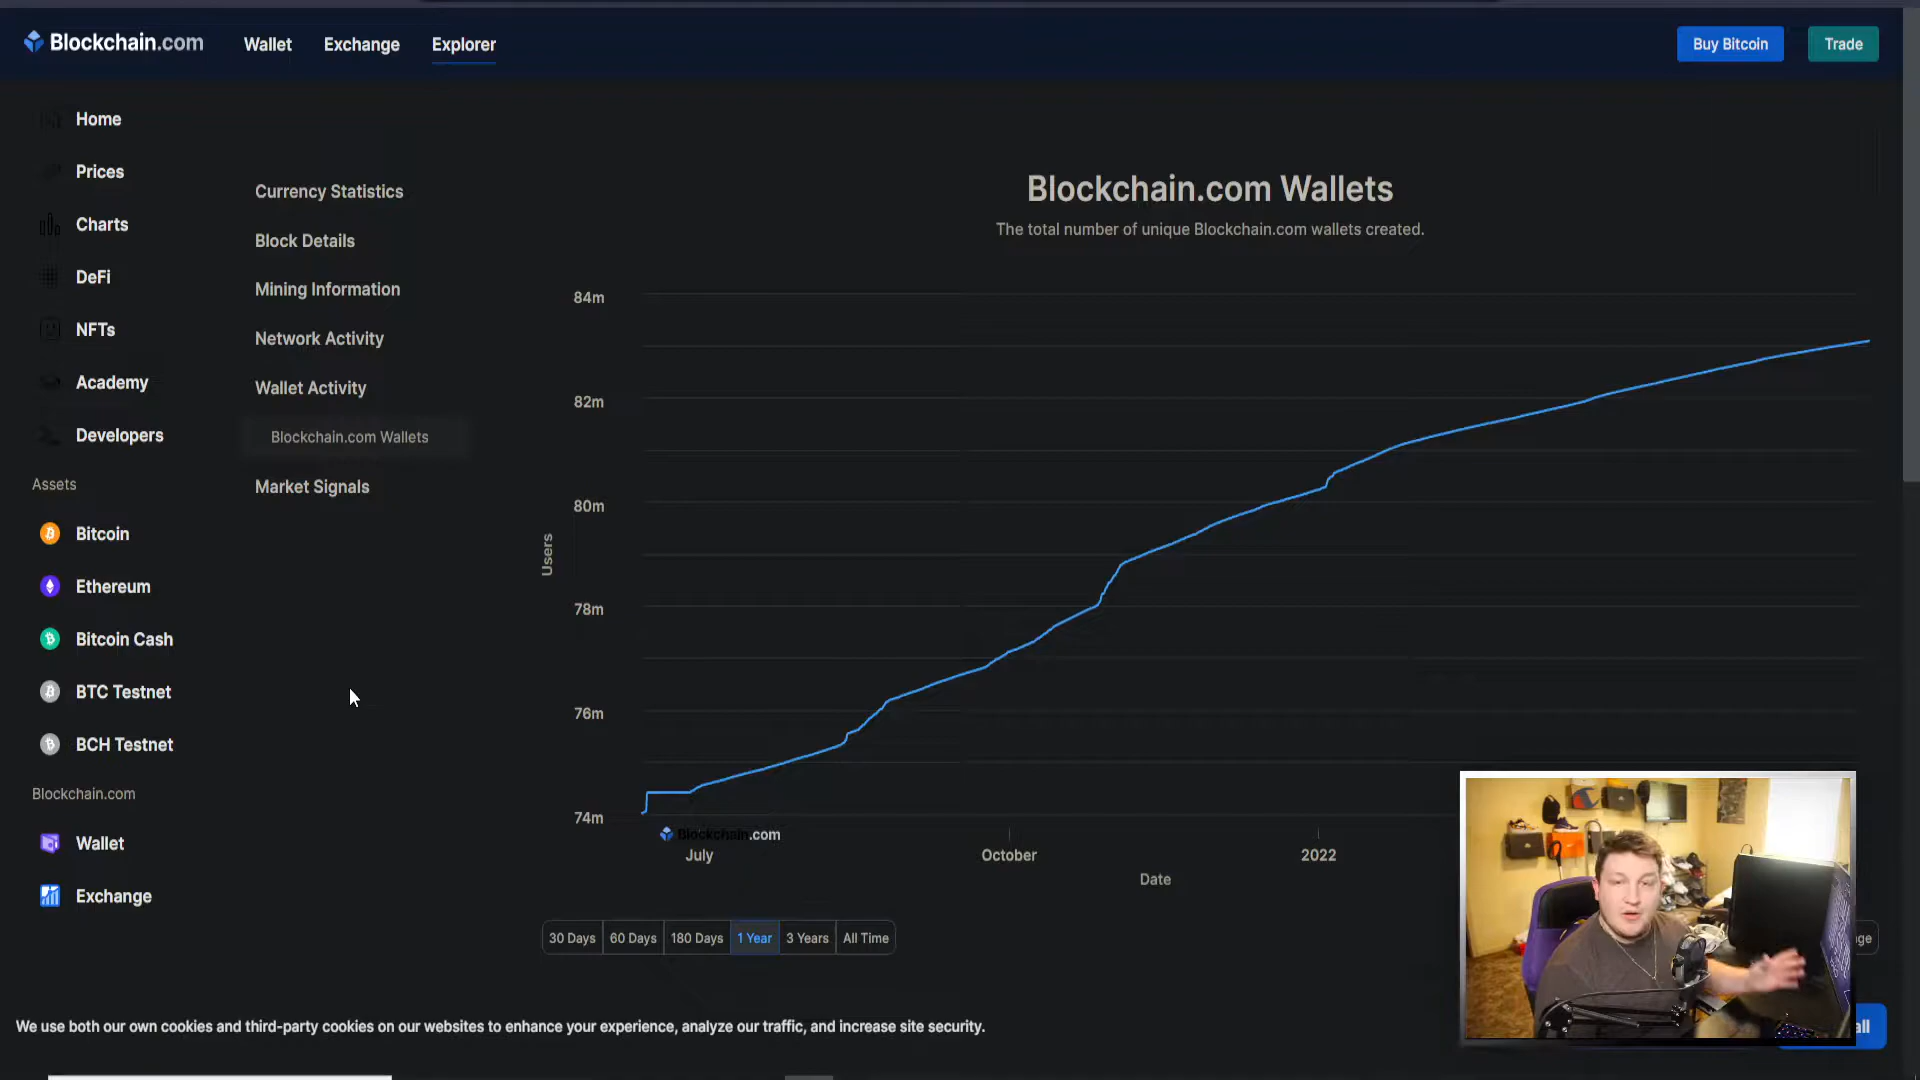 Blockchain.com
Wallet
Exchange
Explorer
Buy Bitcoin
Trade
Home
Prices
Charts
DeFi
NFTs
Academy
Developers
Assets
Bitcoin
Ethereum
Bitcoin Cash
BTC Testnet
BCH Testnet
Blockchain.com
Wallet
Exchange
Currency Statistics
Block Details
Mining Information
Network Activity
Wallet Activity
Blockchain.com Wallets
Market Signals
Blockchain.com Wallets
The total number of unique Blockchain.com wallets created.
84m
82m
80m
78m
76m
74m
Users
Blockchain.com
July
October
2022
Date
30 Days
60 Days
180 Days
1 Year
3 Years
All Time
We use both our own cookies and third-party cookies on our websites to enhance your experience, analyze our traffic, and increase site security.